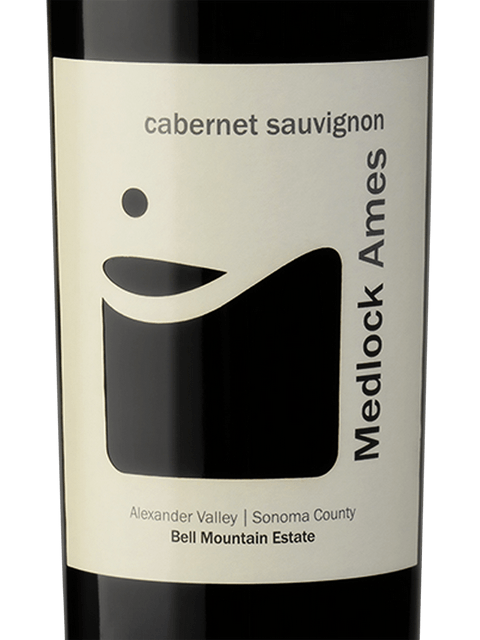 cabernet sauvignon
Medlock Ames
Alexander Valley | Sonoma County
Bell Mountain Estate